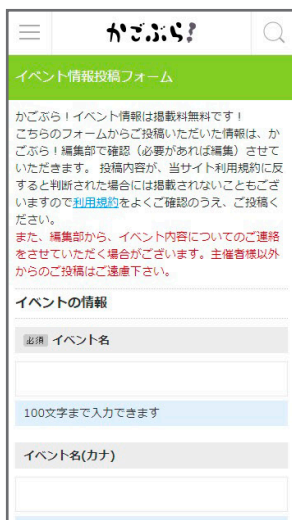 かごぶら!
イベント情報投稿フォーム
かごぶら！イベント情報は掲載料無料です！
こちらのフォームからご投稿いただいた情報は、か
ごぶら！編集部で確認（必要があれば編集）させて
いただきます。 投稿内容が、当サイト利用規約に反
すると判断された場合には掲載されないこともござ
いますので利用規約をよくご確認のうえ、ご投稿く
ださい。
また、編集部から、イベント内容についてのご連絡
をさせていただく場合がございます。主催者様以外
からのご投稿はご遠慮下さい。
イベントの情報
必須 イベント名
100文字まで入力できます
イベント名(カナ)